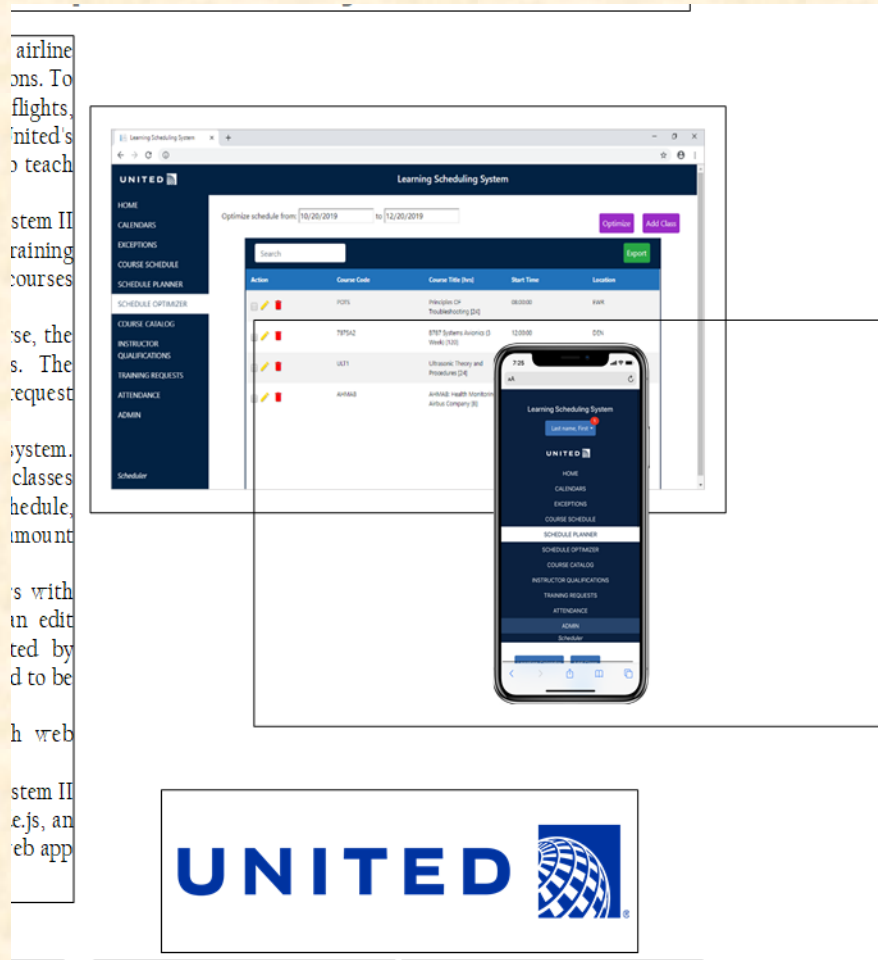 airline
ons. To
flights,
United's
o teach
stem II
raining
courses
rse, the
s. The
request
system.
classes
hedule,
amount
s with
an edit
ted by
d to be
h web
stem II
e.js, an
eb app
Learning Scheduling System
UNITED
Learning Scheduling System
HOME
CALENDARS
EXCEPTIONS
COURSE SCHEDULE
SCHEDULE PLANNER
SCHEDULE OPTIMIZER
COURSE CATALOG
INSTRUCTOR
QUALIFICATIONS
TRAINING REQUESTS
ATTENDANCE
ADMIN
Scheduler
Optimize schedule from: 10/20/2019 to 12/20/2019
Optimize Add Class
Search Export
Action Course Code Course Title [hrs] Start Time Location
POTS Principles Of 08:00:00
Troubleshooting [24]
B787 Systems Avionics (3 12:00:00 DEN
Week) [120]
ULT1 Ultrasonic Theory and
Procedures [24]
AHMAB AHMAB: Health Monitoring
Airbus Company [8]
7:25
AA
Learning Scheduling System
Last name, First
UNITED
HOME
CALENDARS
EXCEPTIONS
COURSE SCHEDULE
SCHEDULE PLANNER
SCHEDULE OPTIMIZER
COURSE CATALOG
INSTRUCTOR QUALIFICATIONS
TRAINING REQUESTS
ATTENDANCE
ADMIN
Scheduler
UNITED